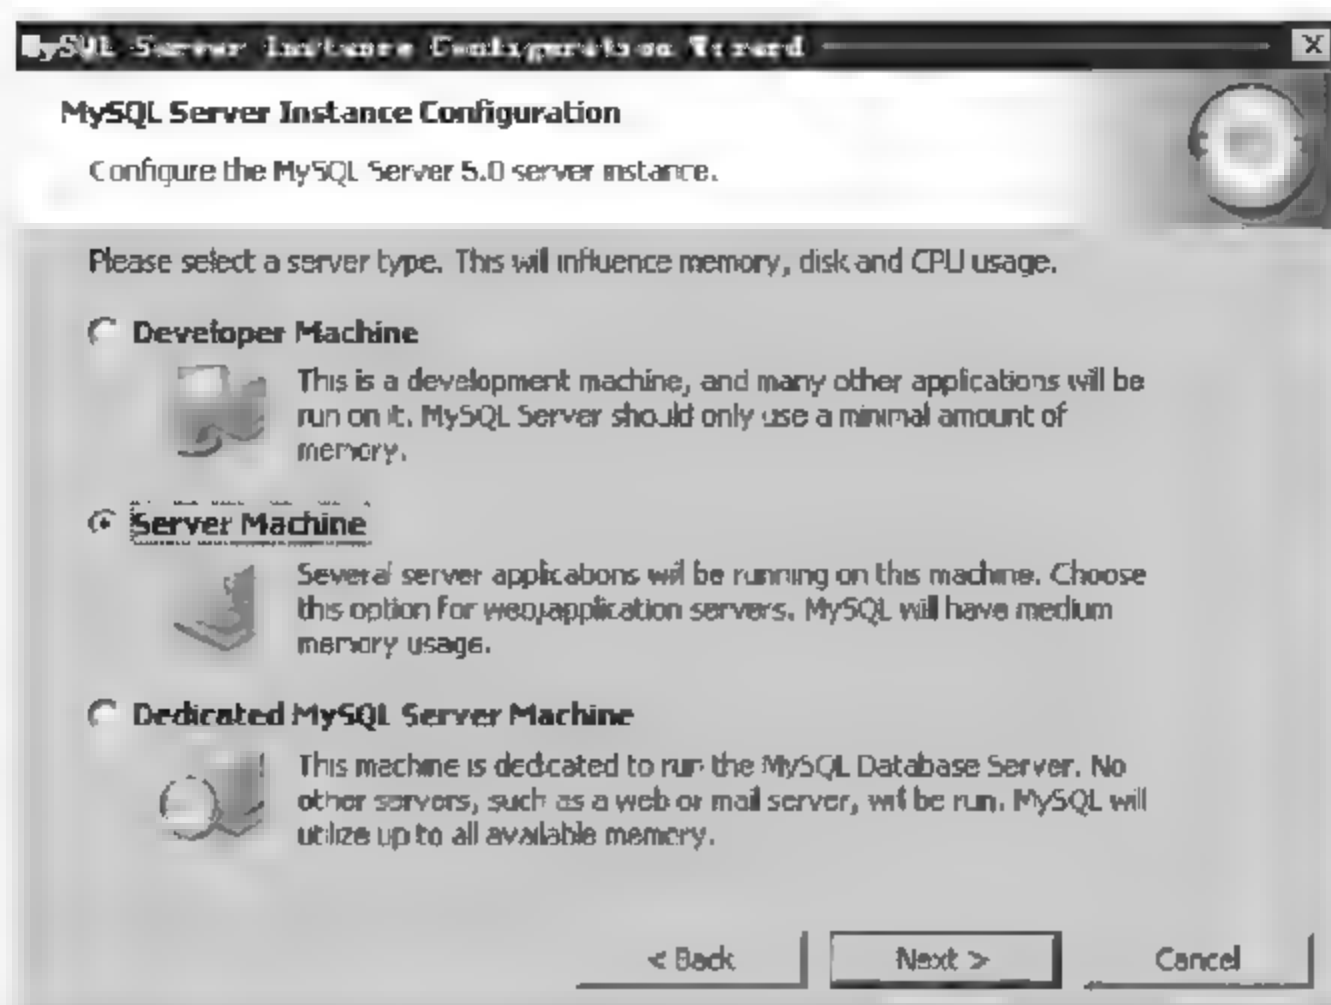 MySQL Server Instance Configuration Wizard
MySQL Server Instance Configuration
Configure the MySQL Server 5.0 server instance.
Please select a server type. This will influence memory, disk and CPU usage.
Developer Machine
This is a development machine, and many other applications will be
run on it. MySQL Server should only use a minimal amount of
memory.
Server Machine
Several server applications will be running on this machine. Choose
this option for web/application servers. MySQL will have medium
memory usage.
Dedicated MySQL Server Machine
This machine is dedicated to run the MySQL Database Server. No
other servers, such as a web or mail server, will be run. MySQL will
utilize up to all available memory.
< Back Next > Cancel